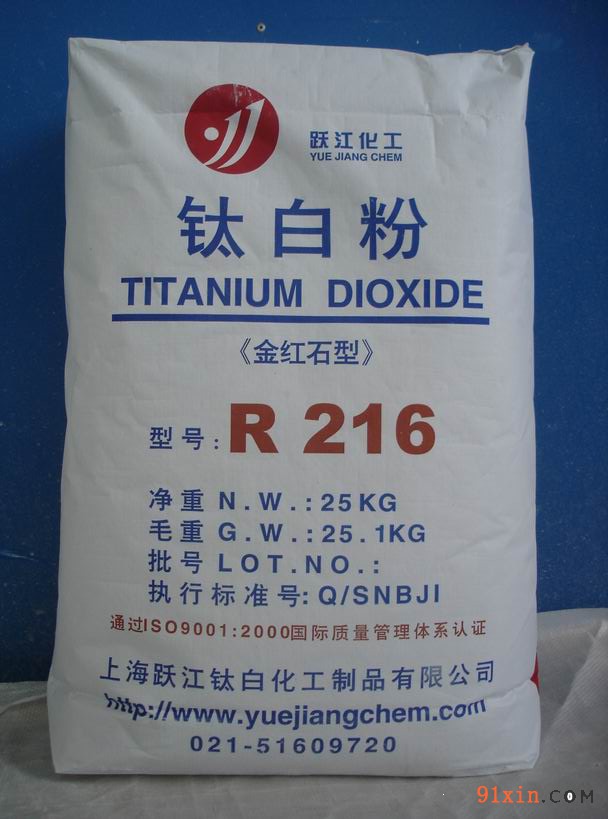 跃江化工
YUE JIANG CHEM
钛白粉
TITANIUM DIOXIDE
《金红石型》
型号: R 216
净重 N.W.:25KG
毛重 G.W.:25.1KG
批号 LOT.NO.:
执行标准号: Q/SNBJI
通过ISO9001:2000国际质量管理体系认证
上海跃江钛白化工制品有限公司
http://www.yuejiangchem.com
021-51609720
91xin.COM